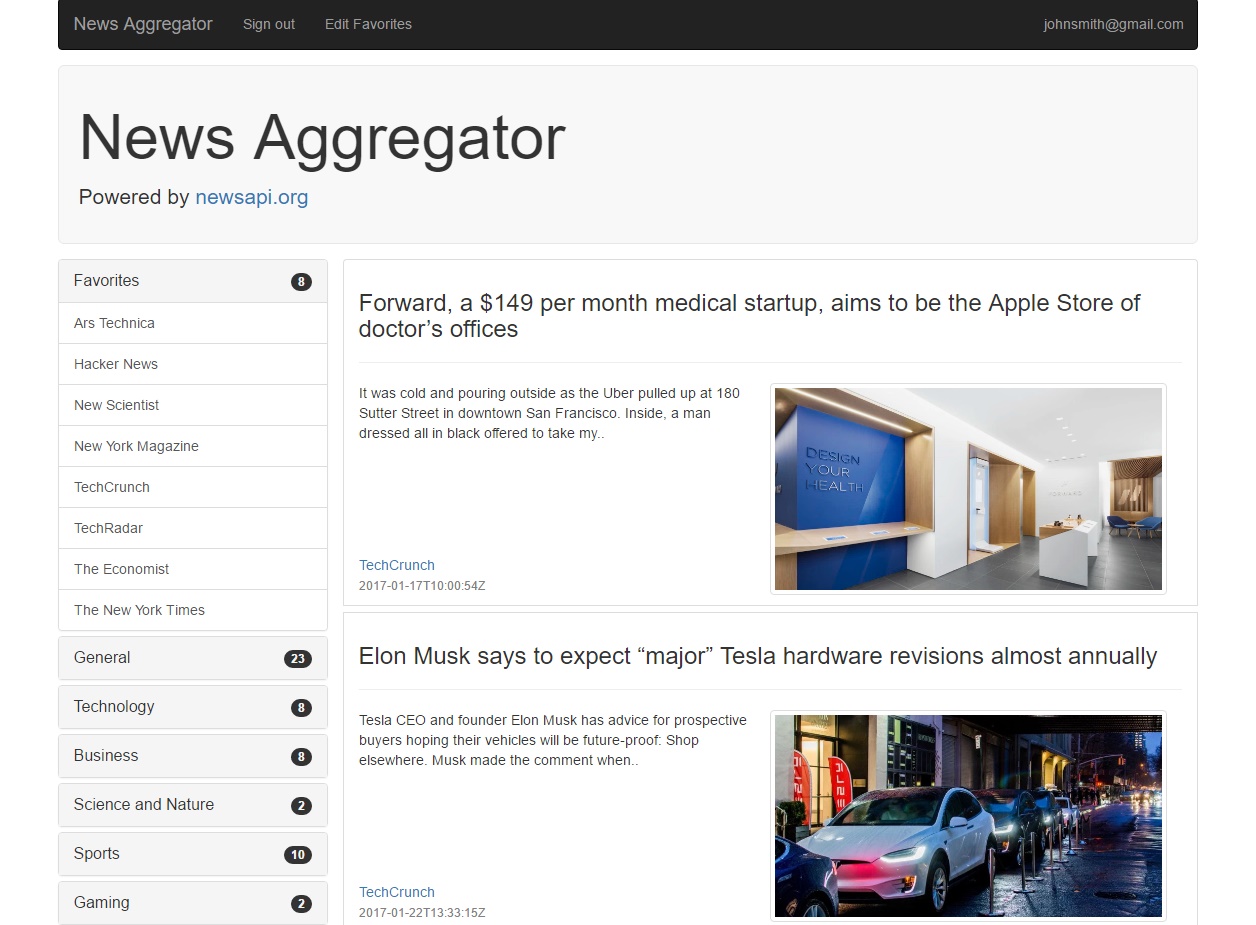 News Aggregator
Sign out
Edit Favorites
johnsmith@gmail.com
News Aggregator
Powered by newsapi.org
Favorites 8
Ars Technica
Hacker News
New Scientist
New York Magazine
TechCrunch
TechRadar
The Economist
The New York Times
General 23
Technology 8
Business 8
Science and Nature 2
Sports 10
Gaming 2
Forward, a $149 per month medical startup, aims to be the Apple Store of
doctor’s offices
It was cold and pouring outside as the Uber pulled up at 180
Sutter Street in downtown San Francisco. Inside, a man
dressed all in black offered to take my..
DESIGN
YOUR
HEALTH
TechCrunch
2017-01-17T10:00:54Z
Elon Musk says to expect “major” Tesla hardware revisions almost annually
Tesla CEO and founder Elon Musk has advice for prospective
buyers hoping their vehicles will be future-proof: Shop
elsewhere. Musk made the comment when..
TechCrunch
2017-01-22T13:33:15Z